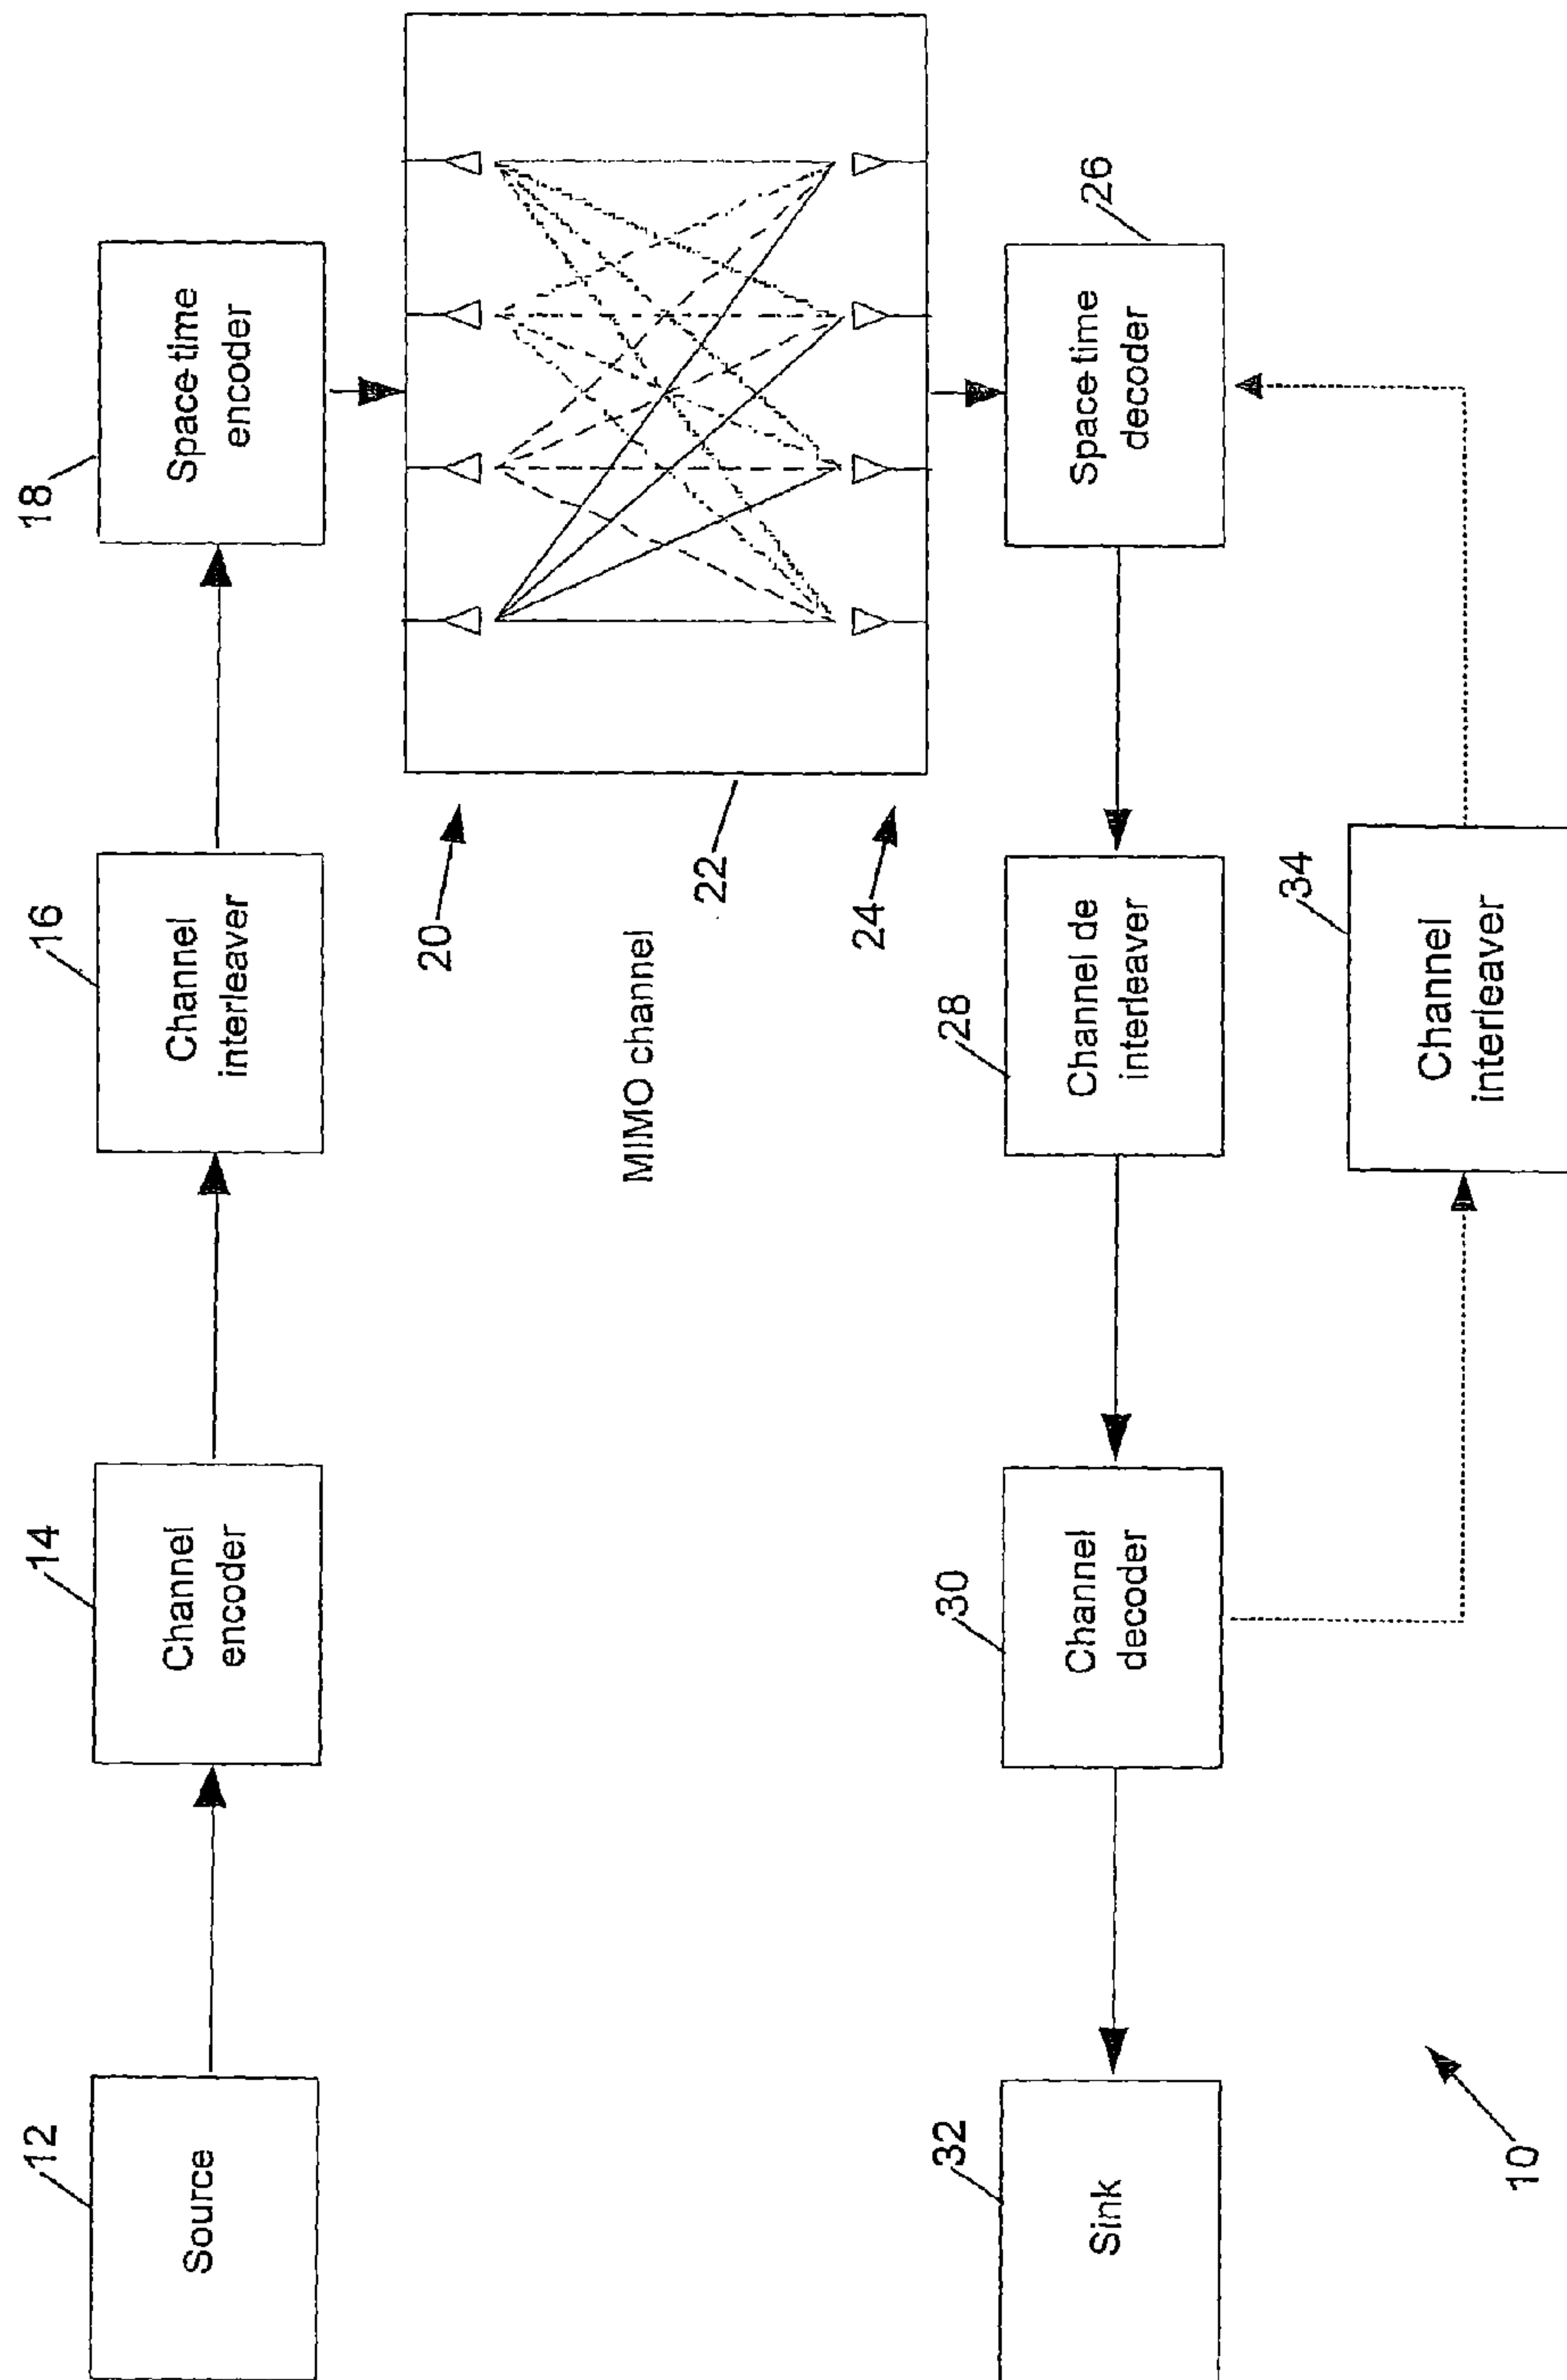 12
Source
14
Channel
encoder
16
Channel
interleaver
18
Space-time
encoder
20
MIMO channel
22
24
32
Sink
30
Channel
decoder
28
Channel de
interleaver
26
Space-time
decoder
34
Channel
interleaver
10